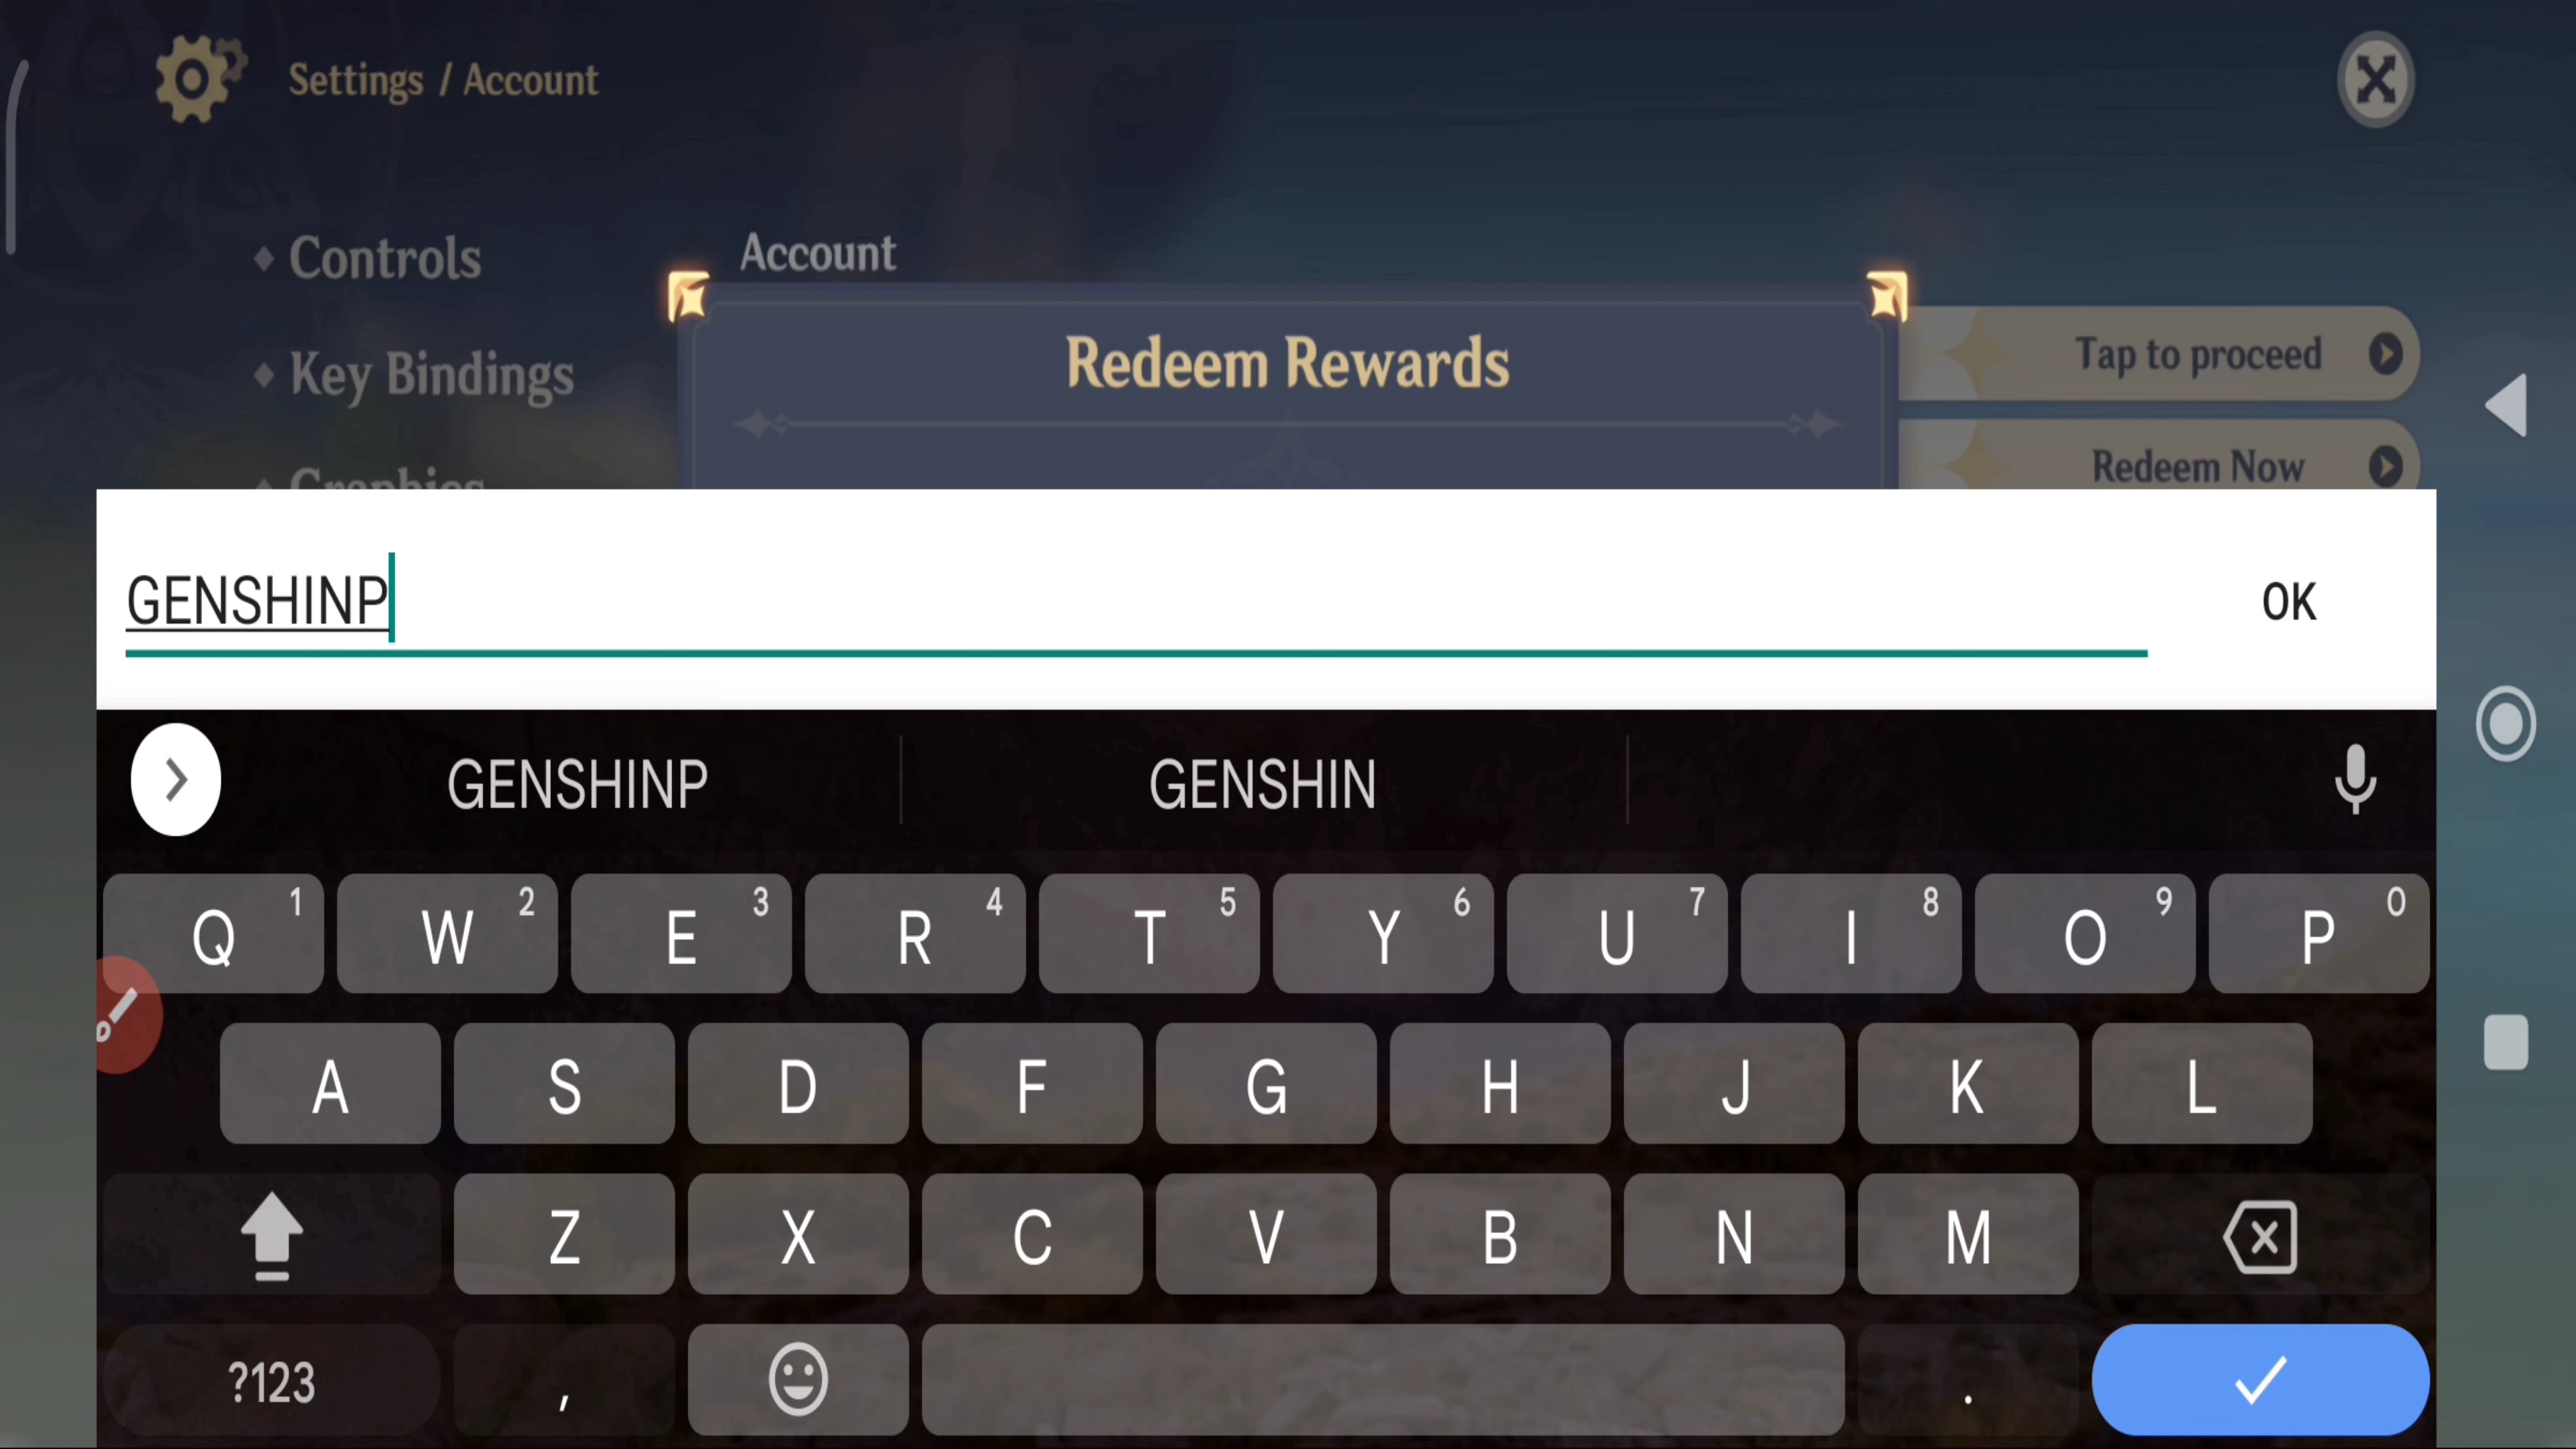 Settings / Account
Controls
Account
Key Bindings
Redeem Rewards
Tap to proceed
Graphics
Redeem Now
GENSHINP
OK
GENSHINP GENSHIN
Q 1 W 2 E 3 R 4 T 5 Y 6 U 7 I 8 O 9 P 0
A S D F G H J K L
Z X C V B N M
?123 , .